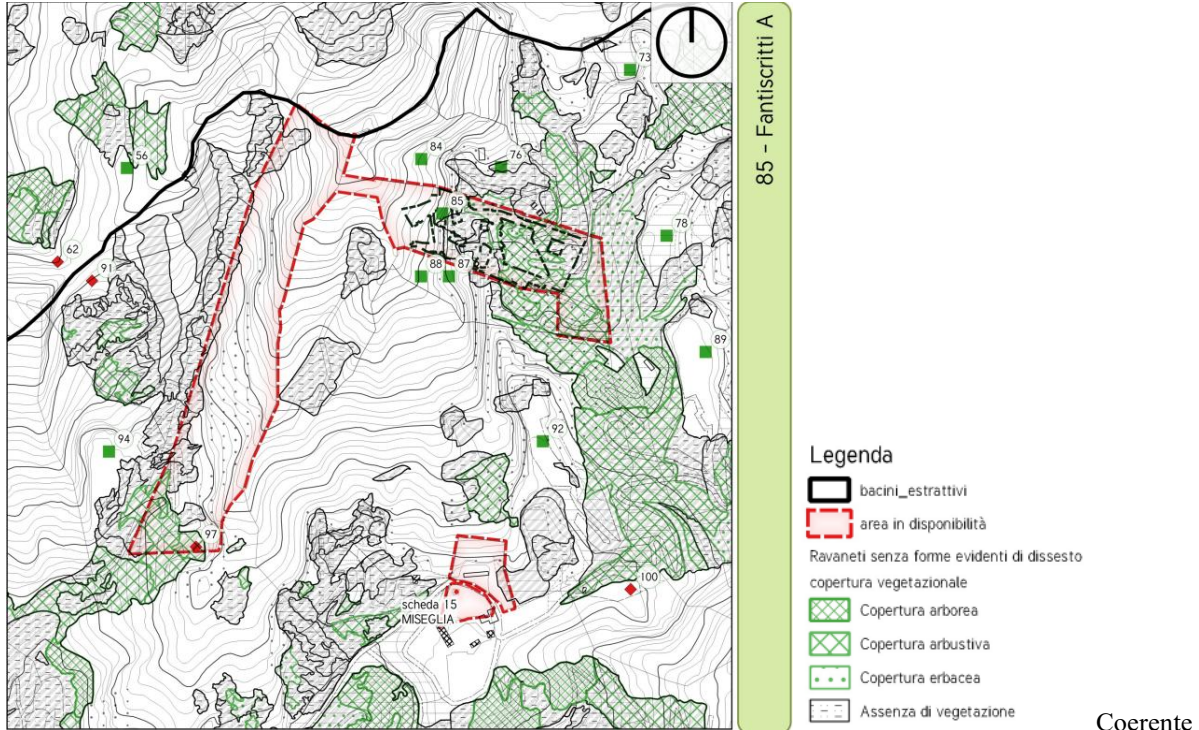 73
84
76
56
85
78
62
91
88 87
89
94
92
97
100
scheda 15
MISEGLIA
85 - Fantiscritti A
Legenda
bacini_estrattivi
area in disponibilità
Ravaneti senza forme evidenti di dissesto
copertura vegetazionale
Copertura arborea
Copertura arbustiva
Copertura erbacea
Assenza di vegetazione
Coerente